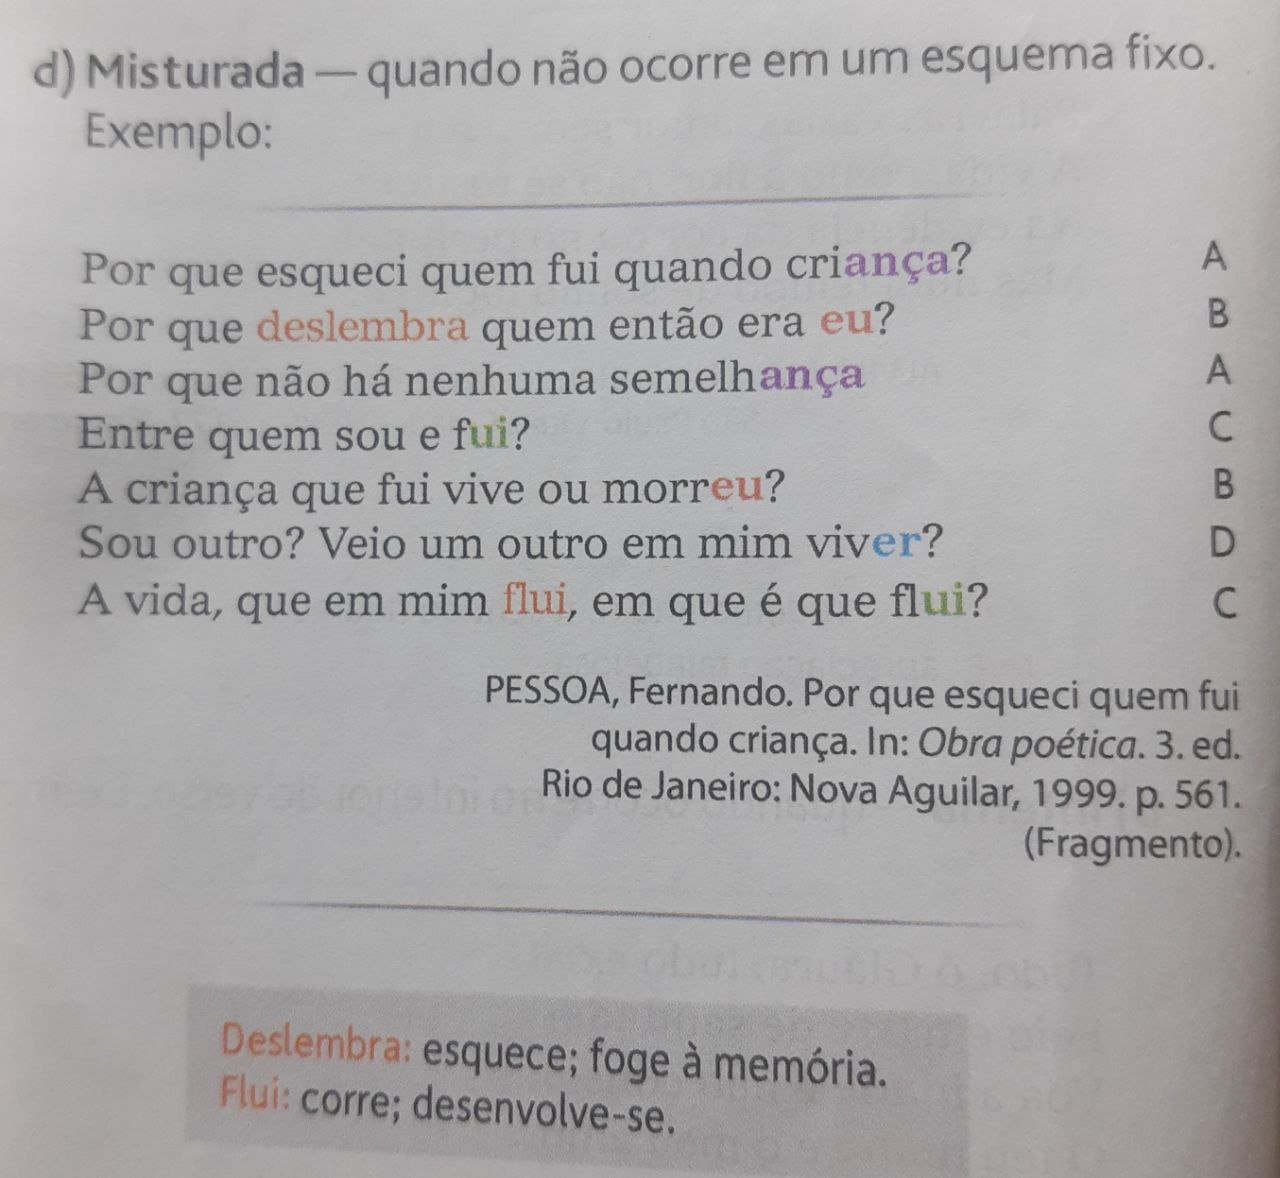 d) Misturada — quando não ocorre em um esquema fixo.
Exemplo:
Por que esqueci quem fui quando criança? A
Por que deslembra quem então era eu? B
Por que não há nenhuma semelhança A
Entre quem sou e fui? C
A criança que fui vive ou morreu? B
Sou outro? Veio um outro em mim viver? D
A vida, que em mim flui, em que é que flui? C
PESSOA, Fernando. Por que esqueci quem fui
quando criança. In: Obra poética. 3. ed.
Rio de Janeiro: Nova Aguilar, 1999. p. 561.
(Fragmento).
Deslembra: esquece; foge à memória.
Flui: corre; desenvolve-se.